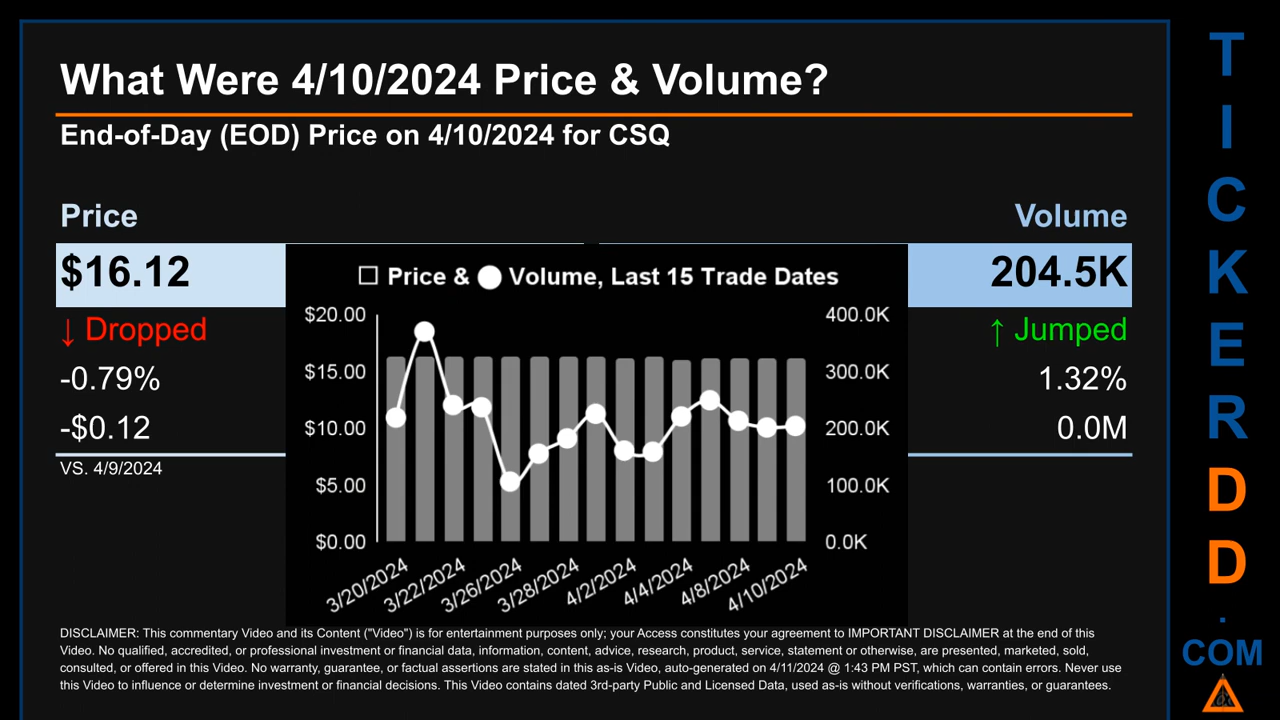 What Were 4/10/2024 Price & Volume?
End-of-Day (EOD) Price on 4/10/2024 for CSQ
Price
Volume
$16.12
204.5K
↓ Dropped
↑ Jumped
-0.79%
1.32%
-$0.12
0.0M
VS. 4/9/2024
Price & Volume, Last 15 Trade Dates
$20.00
400.0K
$15.00
300.0K
$10.00
200.0K
$5.00
100.0K
$0.00
0.0K
3/20/2024
3/22/2024
3/26/2024
3/28/2024
4/2/2024
4/4/2024
4/8/2024
4/10/2024
DISCLAIMER: This commentary Video and its Content ("Video") is for entertainment purposes only; your Access constitutes your agreement to IMPORTANT DISCLAIMER at the end of this
Video. No qualified, accredited, or professional investment or financial data, information, content, advice, research, product, service, statement or otherwise, are presented, marketed, sold,
consulted, or offered in this Video. No warranty, guarantee, or factual assertions are stated in this as-is Video, auto-generated on 4/11/2024 @ 1:43 PM PST, which can contain errors. Never use
this Video to influence or determine investment or financial decisions. This Video contains dated 3rd-party Public and Licensed Data, used as-is without verifications, warranties, or guarantees.
T
I
C
K
E
R
D
D
.
COM